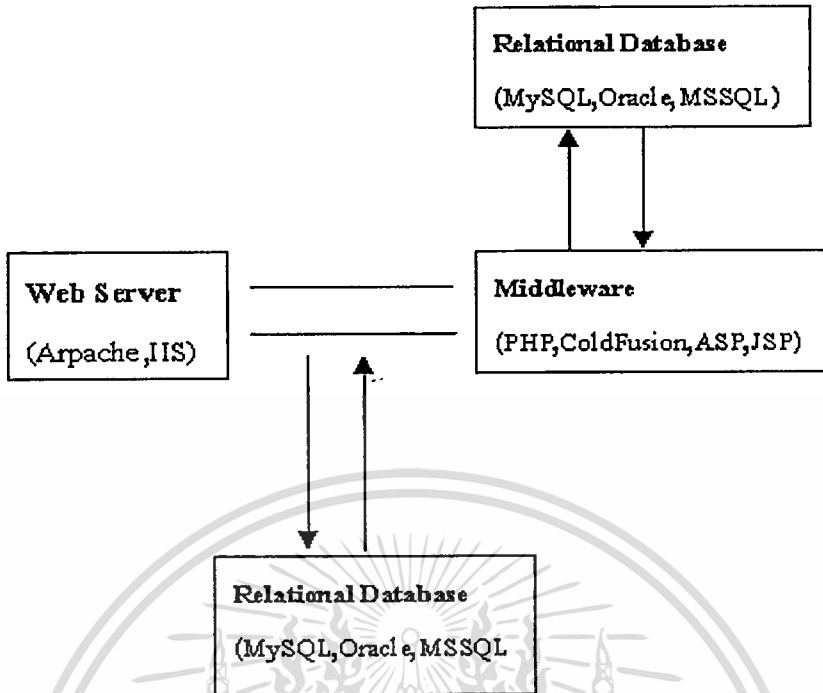 Relational Database
(MySQL,Oracle,MSSQL)
Web Server
(Arpache,IIS)
Middleware
(PHP,ColdFusion,ASP,JSP)
Relational Database
(MySQL,Oracle,MSSQL